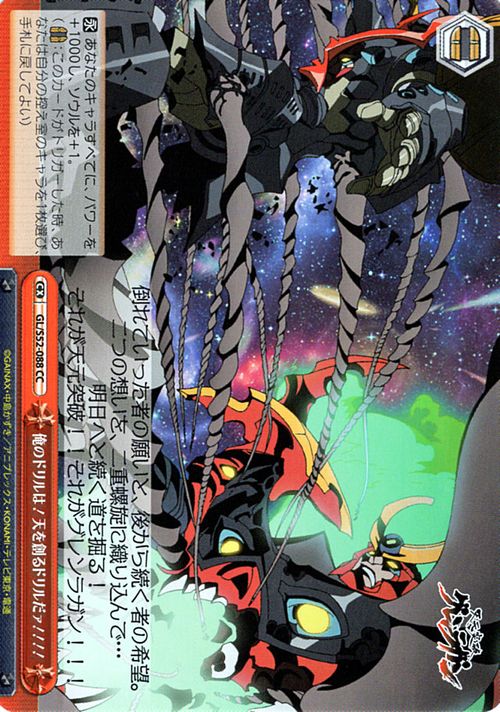 天元突破
グレンラガン
倒れていった者の願いと、後から続く者の希望。
二つの想いを、二重螺旋に織り込んで…
明日へと続く道を掘る!
それが天元突破!!それがグレンラガン!!!
永 あなたのキャラすべてに、パワーを
+1000し、ソウルを+1。
(:このカードがトリガーした時、あ
なたは自分の控え室のキャラを1枚選び、
手札に戻してよい)
CX GL/S52-088 CC 俺のドリルは!天を創るドリルだァ!!!!
©GAINAX・中島かずき/アニプレックス・KONAMI・テレビ東京・電通